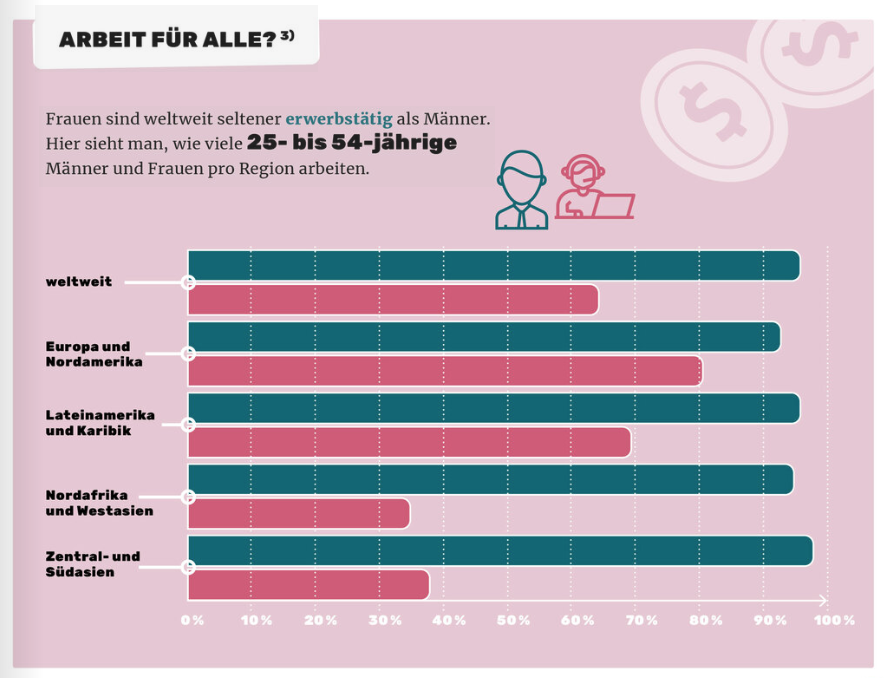 ARBEIT FÜR ALLE? 3)
Frauen sind weltweit seltener erwerbstätig als Männer.
Hier sieht man, wie viele 25- bis 54-jährige
Männer und Frauen pro Region arbeiten.
$ $
weltweit
Europa und
Nordamerika
Lateinamerika
und Karibik
Nordafrika
und Westasien
Zentral- und
Südasien
0% 10% 20% 30% 40% 50% 60% 70% 80% 90% 100%